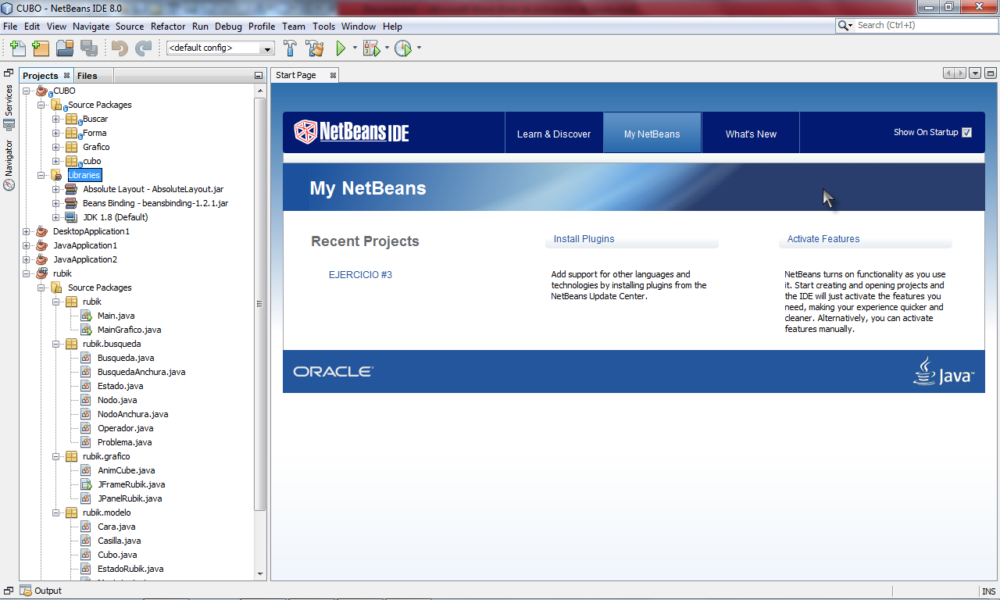 CUBO - NetBeans IDE 8.0
File Edit View Navigate Source Refactor Run Debug Profile Team Tools Window Help
Search (Ctrl+I)
<default config>
Services
Navigator
Projects
Files
CUBO
Source Packages
Buscar
Forma
Grafico
cubo
Libraries
Absolute Layout - AbsoluteLayout.jar
Beans Binding - beansbinding-1.2.1.jar
JDK 1.8 (Default)
DesktopApplication1
JavaApplication1
JavaApplication2
rubik
Source Packages
rubik
Main.java
MainGrafico.java
rubik.busqueda
Busqueda.java
BusquedaAnchura.java
Estado.java
Nodo.java
NodoAnchura.java
Operador.java
Problema.java
rubik.grafico
AnimCube.java
JFrameRubik.java
JPanelRubik.java
rubik.modelo
Cara.java
Casilla.java
Cubo.java
EstadoRubik.java
Start Page
NetBeans IDE
Learn & Discover
My NetBeans
What's New
Show On Startup
My NetBeans
Recent Projects
EJERCICIO #3
Install Plugins
Add support for other languages and
technologies by installing plugins from the
NetBeans Update Center.
Activate Features
NetBeans turns on functionality as you use
it. Start creating and opening projects and
the IDE will just activate the features you
need, making your experience quicker and
cleaner. Alternatively, you can activate
features manually.
ORACLE
Java
Output
INS